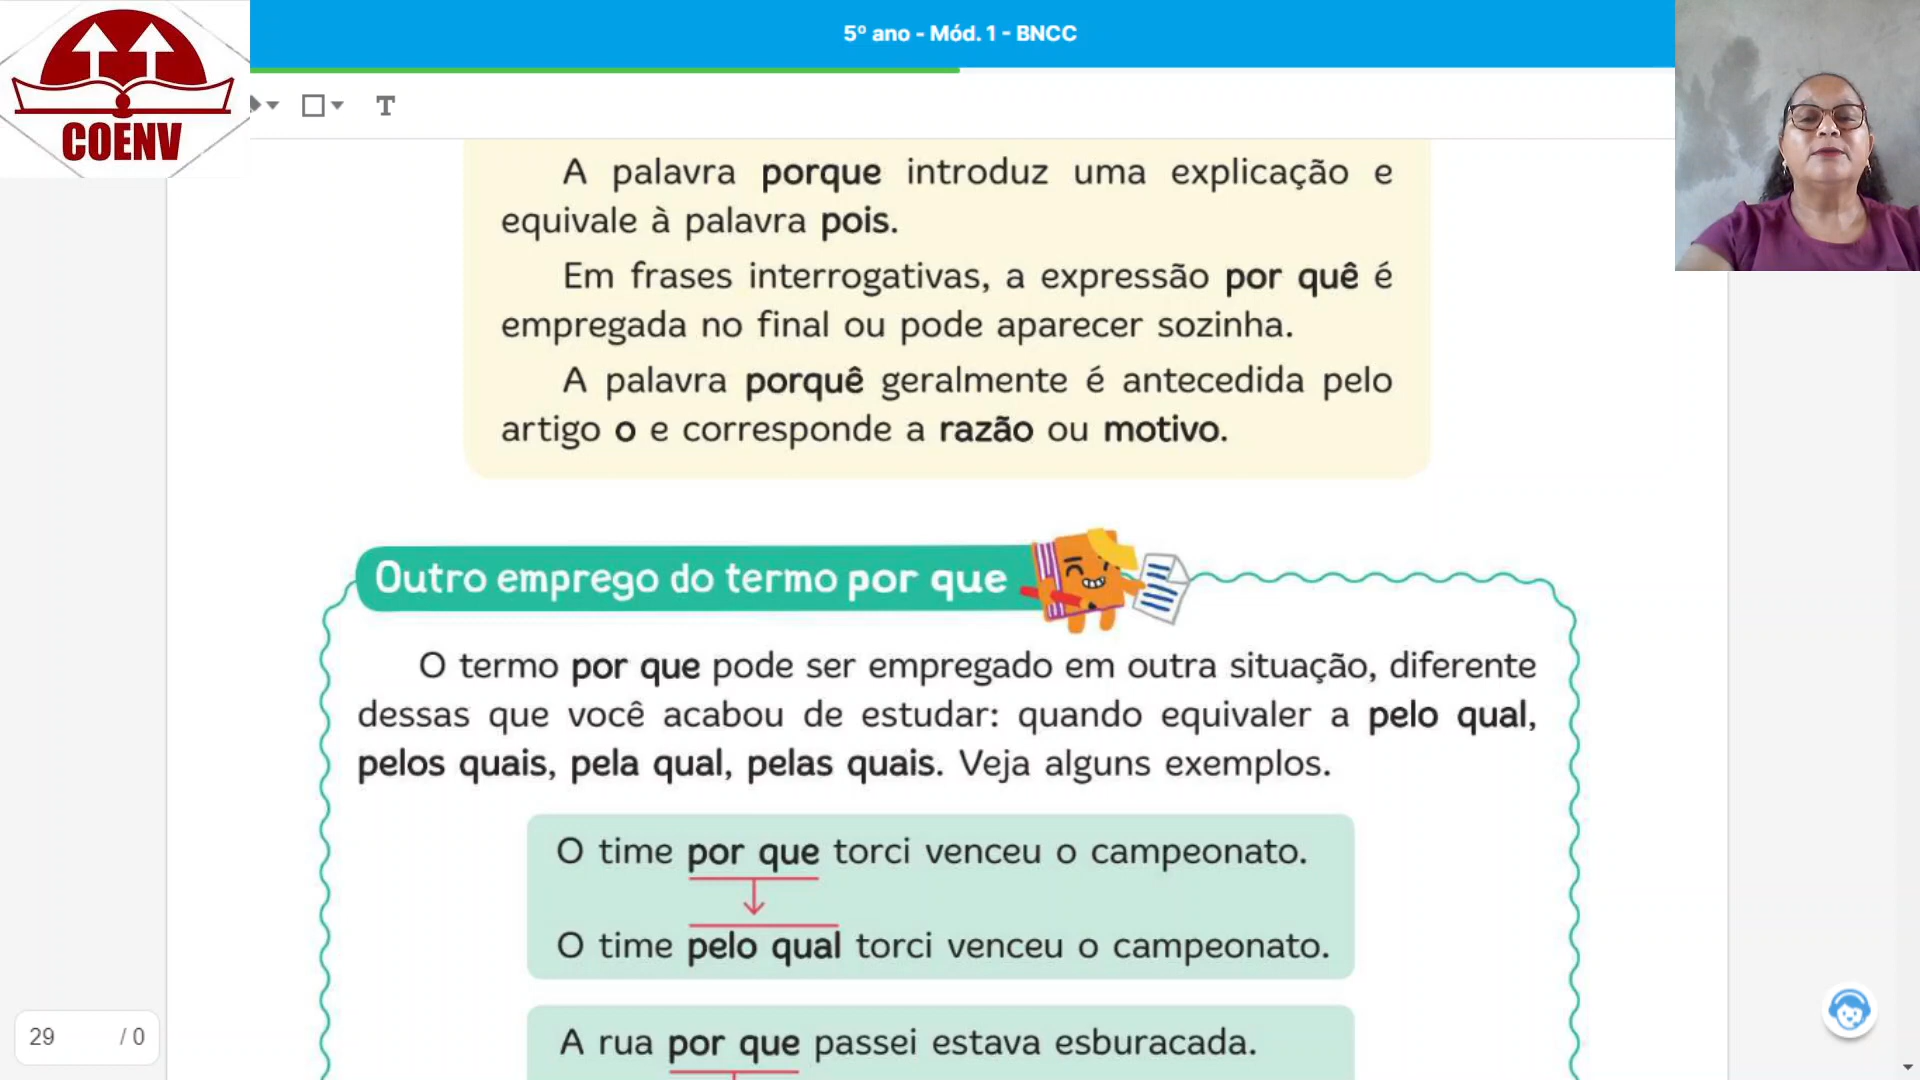 COENV
5º ano - Mód. 1 - BNCC
T
A palavra porque introduz uma explicação e
equivale à palavra pois.
Em frases interrogativas, a expressão por quê é
empregada no final ou pode aparecer sozinha.
A palavra porquê geralmente é antecedida pelo
artigo o e corresponde a razão ou motivo.
Outro emprego do termo por que
O termo por que pode ser empregado em outra situação, diferente
dessas que você acabou de estudar: quando equivaler a pelo qual,
pelos quais, pela qual, pelas quais. Veja alguns exemplos.
O time por que torci venceu o campeonato.
O time pelo qual torci venceu o campeonato.
A rua por que passei estava esburacada.
29 / 0